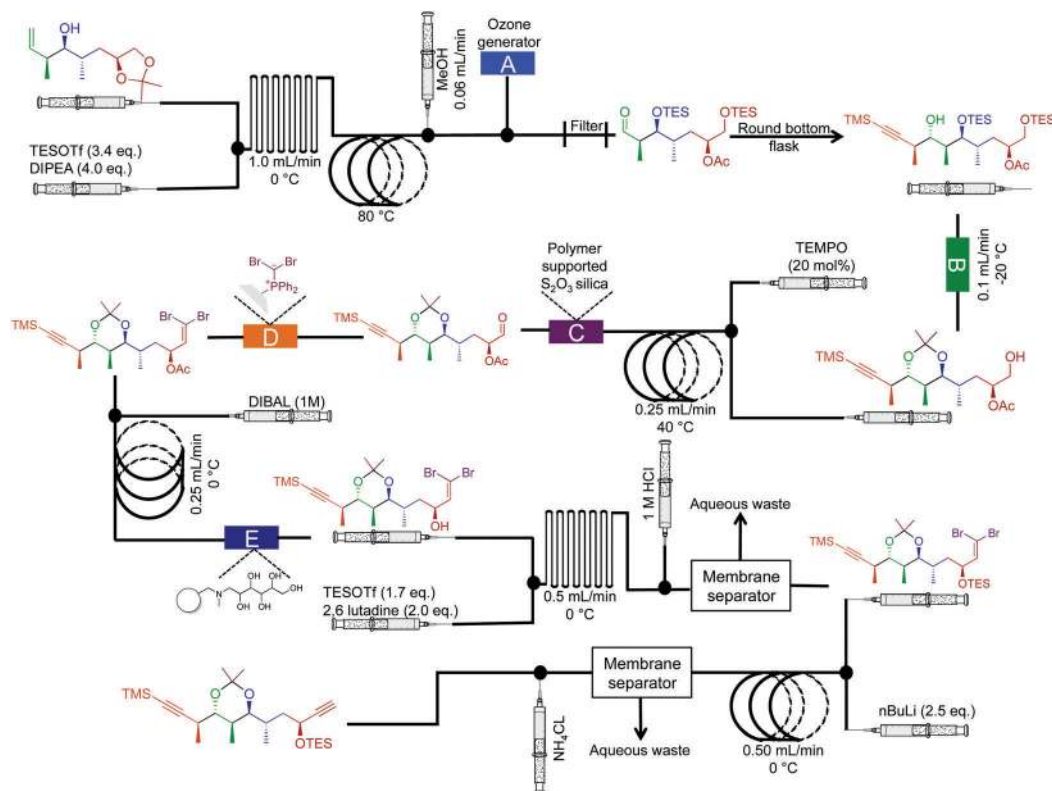 OH
O
O
Ozone
generator
A
MeOH
0.06 mL/min
TESOTf (3.4 eq.)
DIPEA (4.0 eq.)
1.0 mL/min
0 °C
80 °C
Filter
O
OTES
OTES
OAc
Round bottom
flask
TMS
OH
OTES
OTES
OAc
B
0.1 mL/min
-20 °C
Br
Br
PPh2
+
TMS
O
O
Br
Br
OAc
D
TMS
O
O
O
OAc
Polymer
supported
S2O3 silica
C
TEMPO
(20 mol%)
0.25 mL/min
40 °C
TMS
O
O
OH
OAc
DIBAL (1M)
0.25 mL/min
0 °C
E
N
OH
OH
OH
OH
OH
TMS
O
O
Br
Br
OH
TESOTf (1.7 eq.)
2,6 lutadine (2.0 eq.)
0.5 mL/min
0 °C
1 M HCl
Aqueous waste
Membrane
separator
TMS
O
O
Br
Br
OTES
nBuLi (2.5 eq.)
0.50 mL/min
0 °C
Membrane
separator
Aqueous waste
NH4CL
TMS
O
O
OTES